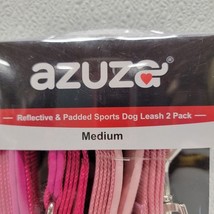 azuza
Reflective & Padded Sports Dog Leash 2 Pack
Medium